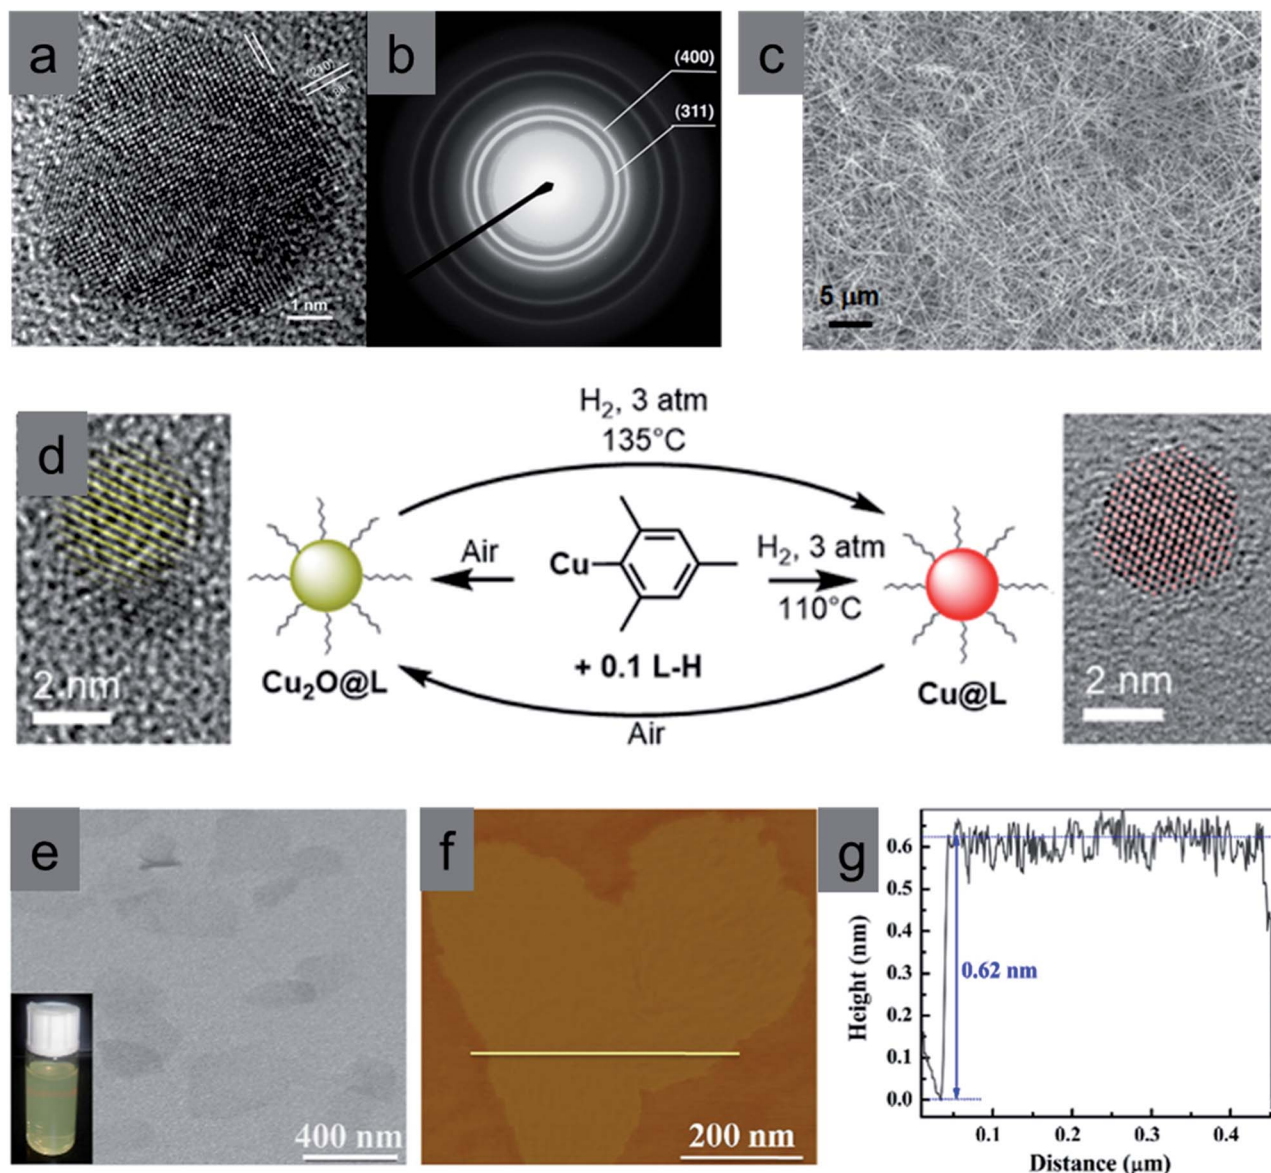 a
(210)
1 nm
b
(400)
(311)
c
5 μm
d
2 nm
H₂, 3 atm
135°C
Air
Cu
H₂, 3 atm
110°C
+ 0.1 L-H
Cu₂O@L
Cu@L
Air
2 nm
e
400 nm
f
200 nm
g
Height (nm)
0.6
0.5
0.4
0.3
0.2
0.1
0.0
0.62 nm
0.1
0.2
0.3
0.4
Distance (μm)